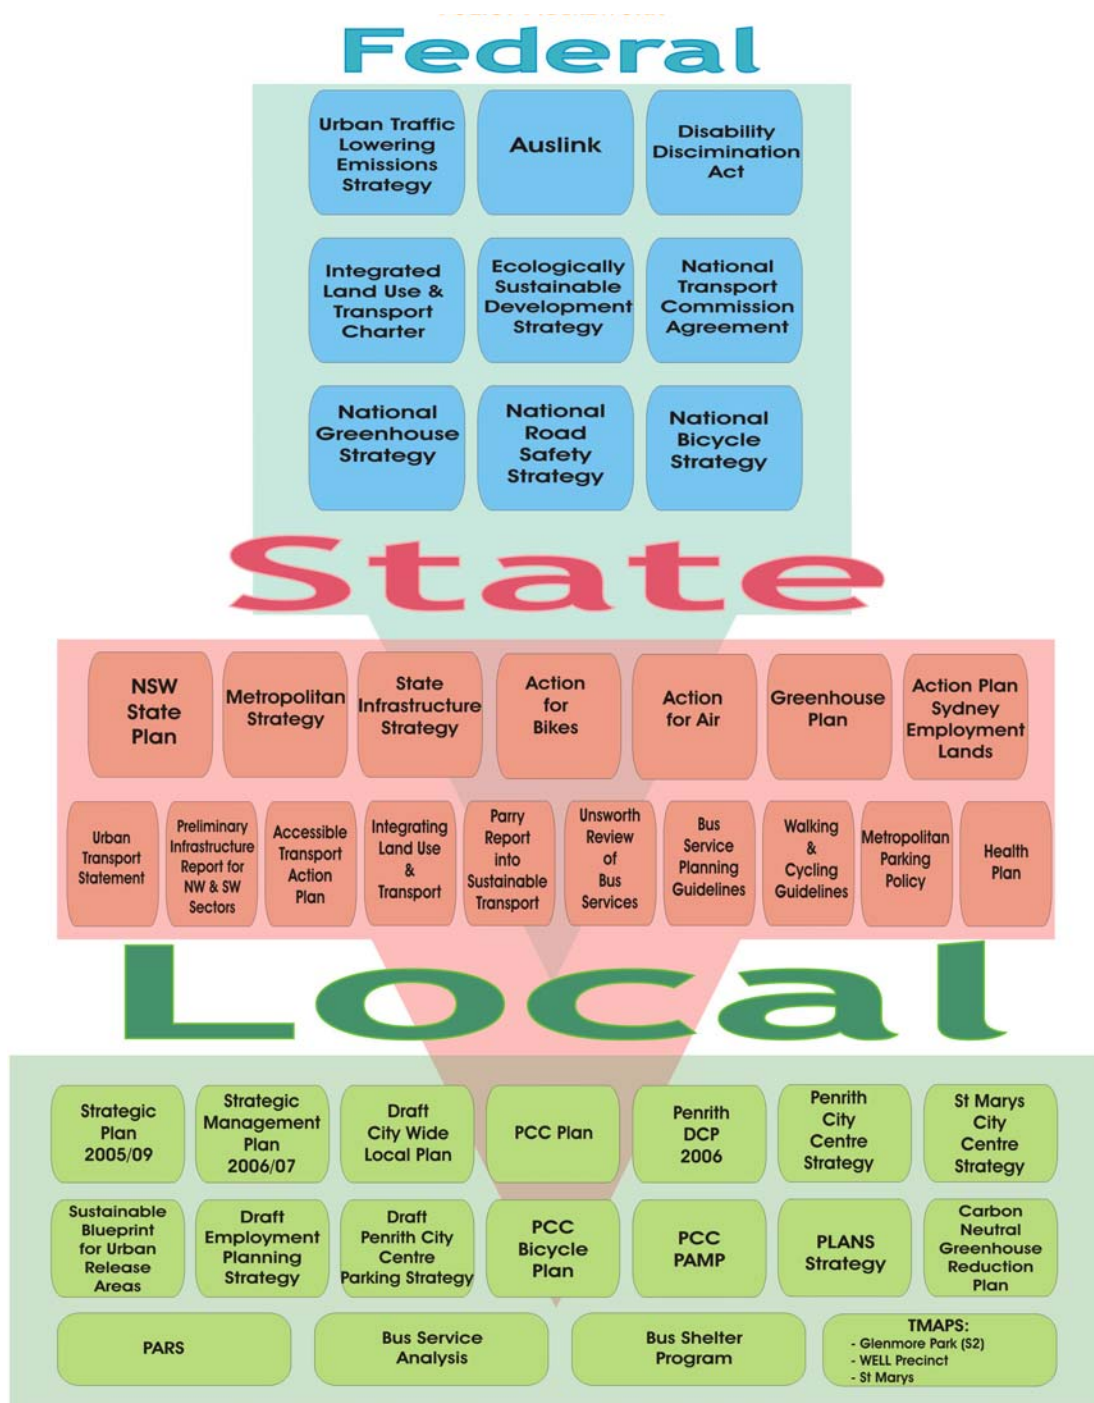 Federal
Urban Traffic
Lowering
Emissions
Strategy
Auslink
Disability
Discimination
Act
Integrated
Land Use &
Transport
Charter
Ecologically
Sustainable
Development
Strategy
National
Transport
Commission
Agreement
National
Greenhouse
Strategy
National
Road
Safety
Strategy
National
Bicycle
Strategy
State
NSW
State
Plan
Metropolitan
Strategy
State
Infrastructure
Strategy
Action
for
Bikes
Action
for Air
Greenhouse
Plan
Action Plan
Sydney
Employment
Lands
Urban
Transport
Statement
Preliminary
Infrastructure
Report for
NW & SW
Sectors
Accessible
Transport
Action
Plan
Integrating
Land Use
&
Transport
Parry
Report
into
Sustainable
Transport
Unsworth
Review
of
Bus
Services
Bus
Service
Planning
Guidelines
Walking
&
Cycling
Guidelines
Metropolitan
Parking
Policy
Health
Plan
Local
Strategic
Plan
2005/09
Strategic
Management
Plan
2006/07
Draft
City Wide
Local Plan
PCC Plan
Penrith
DCP
2006
Penrith
City
Centre
Strategy
St Marys
City
Centre
Strategy
Sustainable
Blueprint
for Urban
Release
Areas
Draft
Employment
Planning
Strategy
Draft
Penrith City
Centre
Parking Strategy
PCC
Bicycle
Plan
PCC
PAMP
PLANS
Strategy
Carbon
Neutral
Greenhouse
Reduction
Plan
PARS
Bus Service
Analysis
Bus Shelter
Program
TMAPS:
- Glenmore Park (S2)
- WELL Precinct
- St Marys